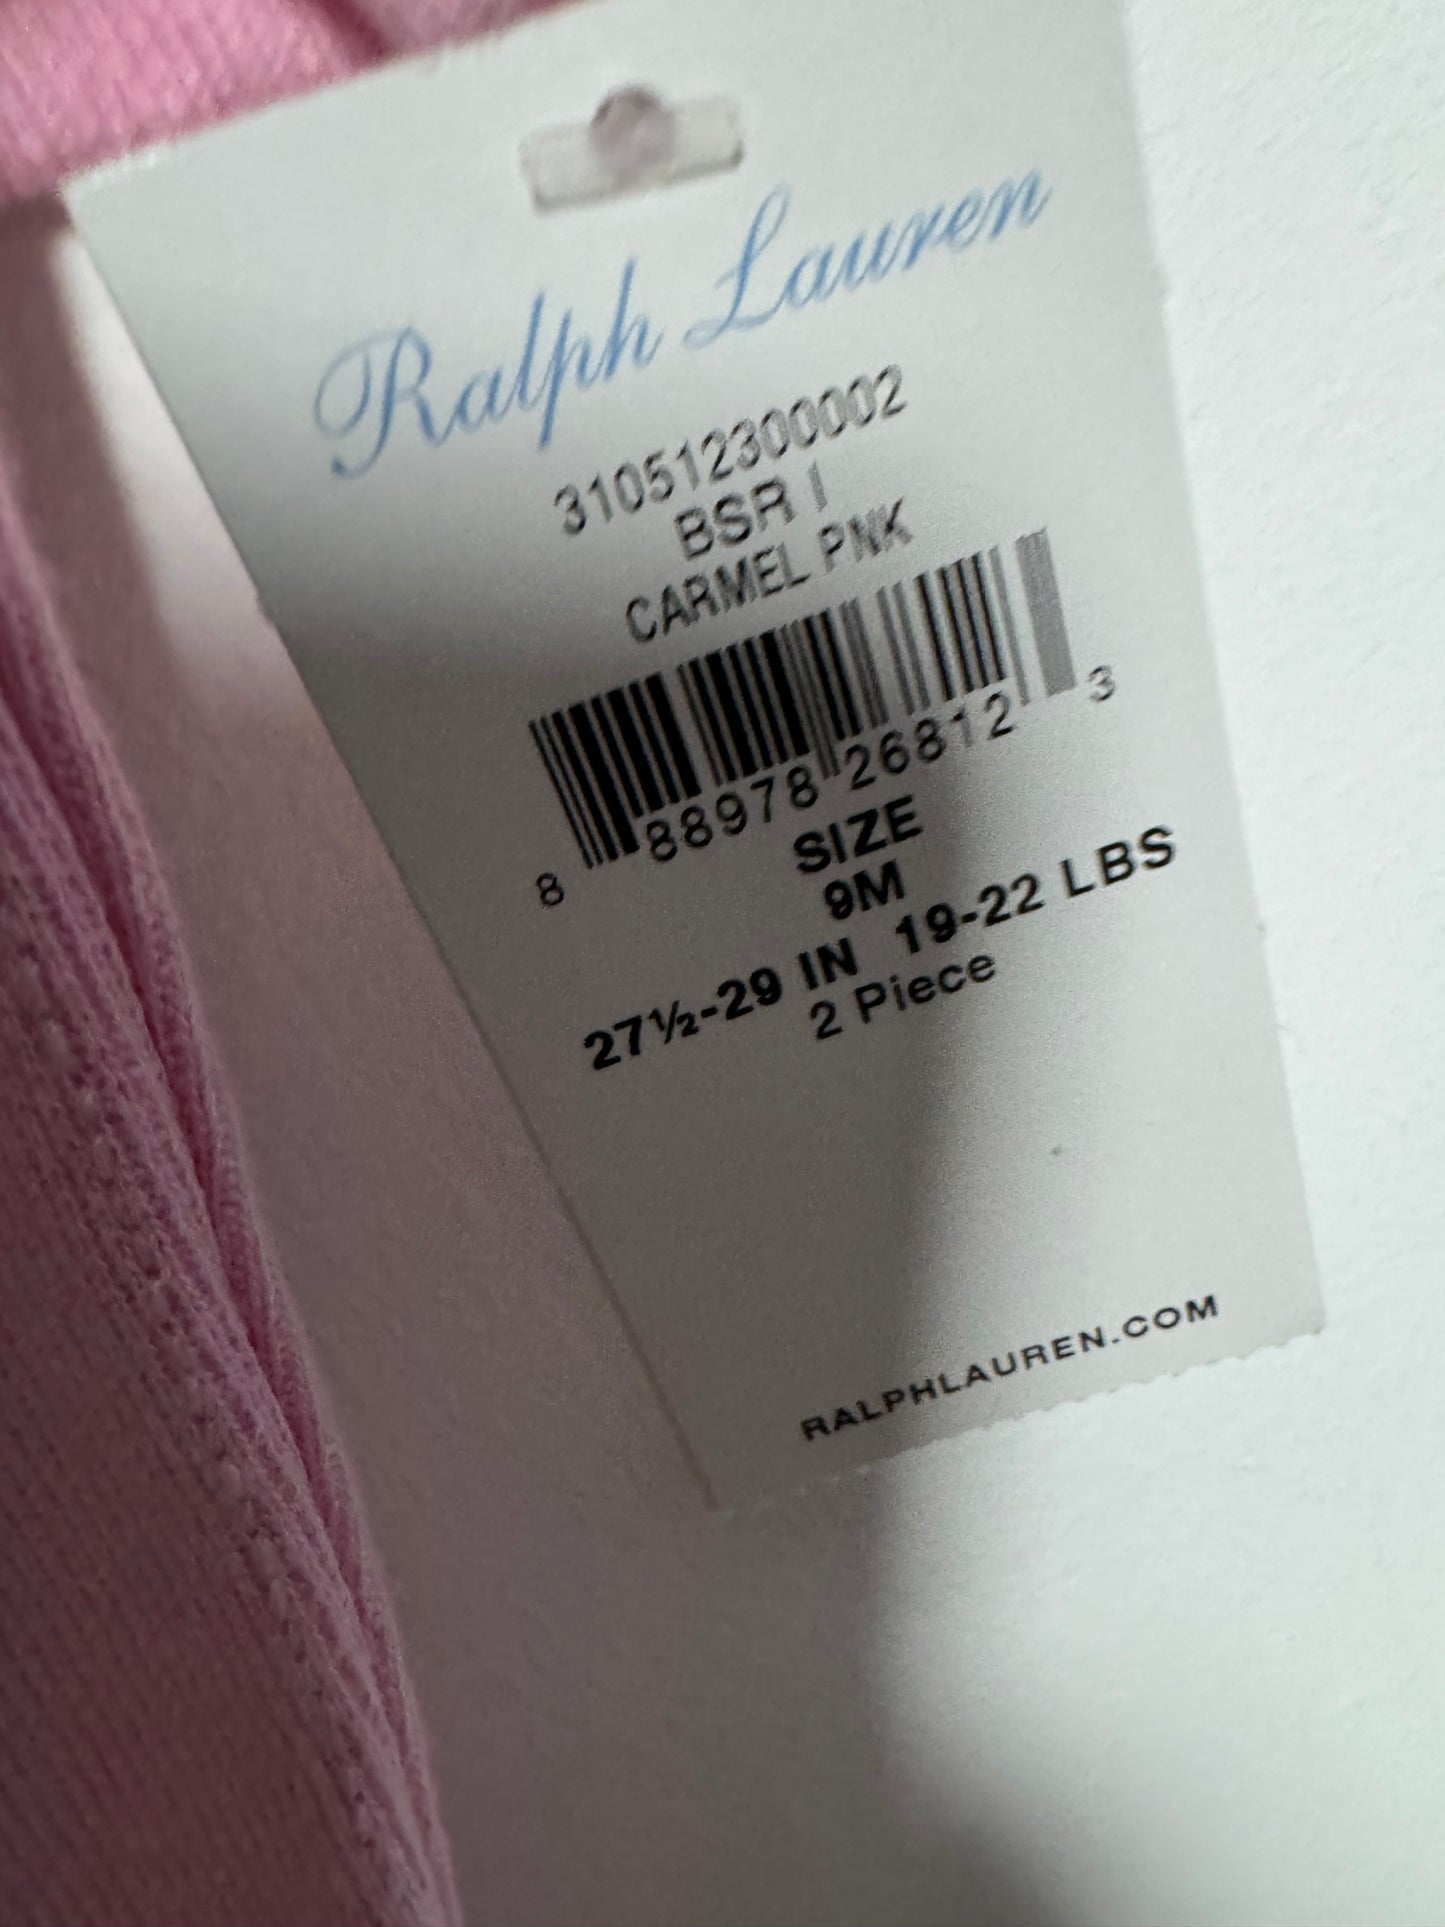 Ralph Lauren
310512300002
BSR I
CARMEL PNK
8 88978 26812 3
SIZE
9M
27½-29 IN 19-22 LBS
2 Piece
RALPHLAUREN.COM